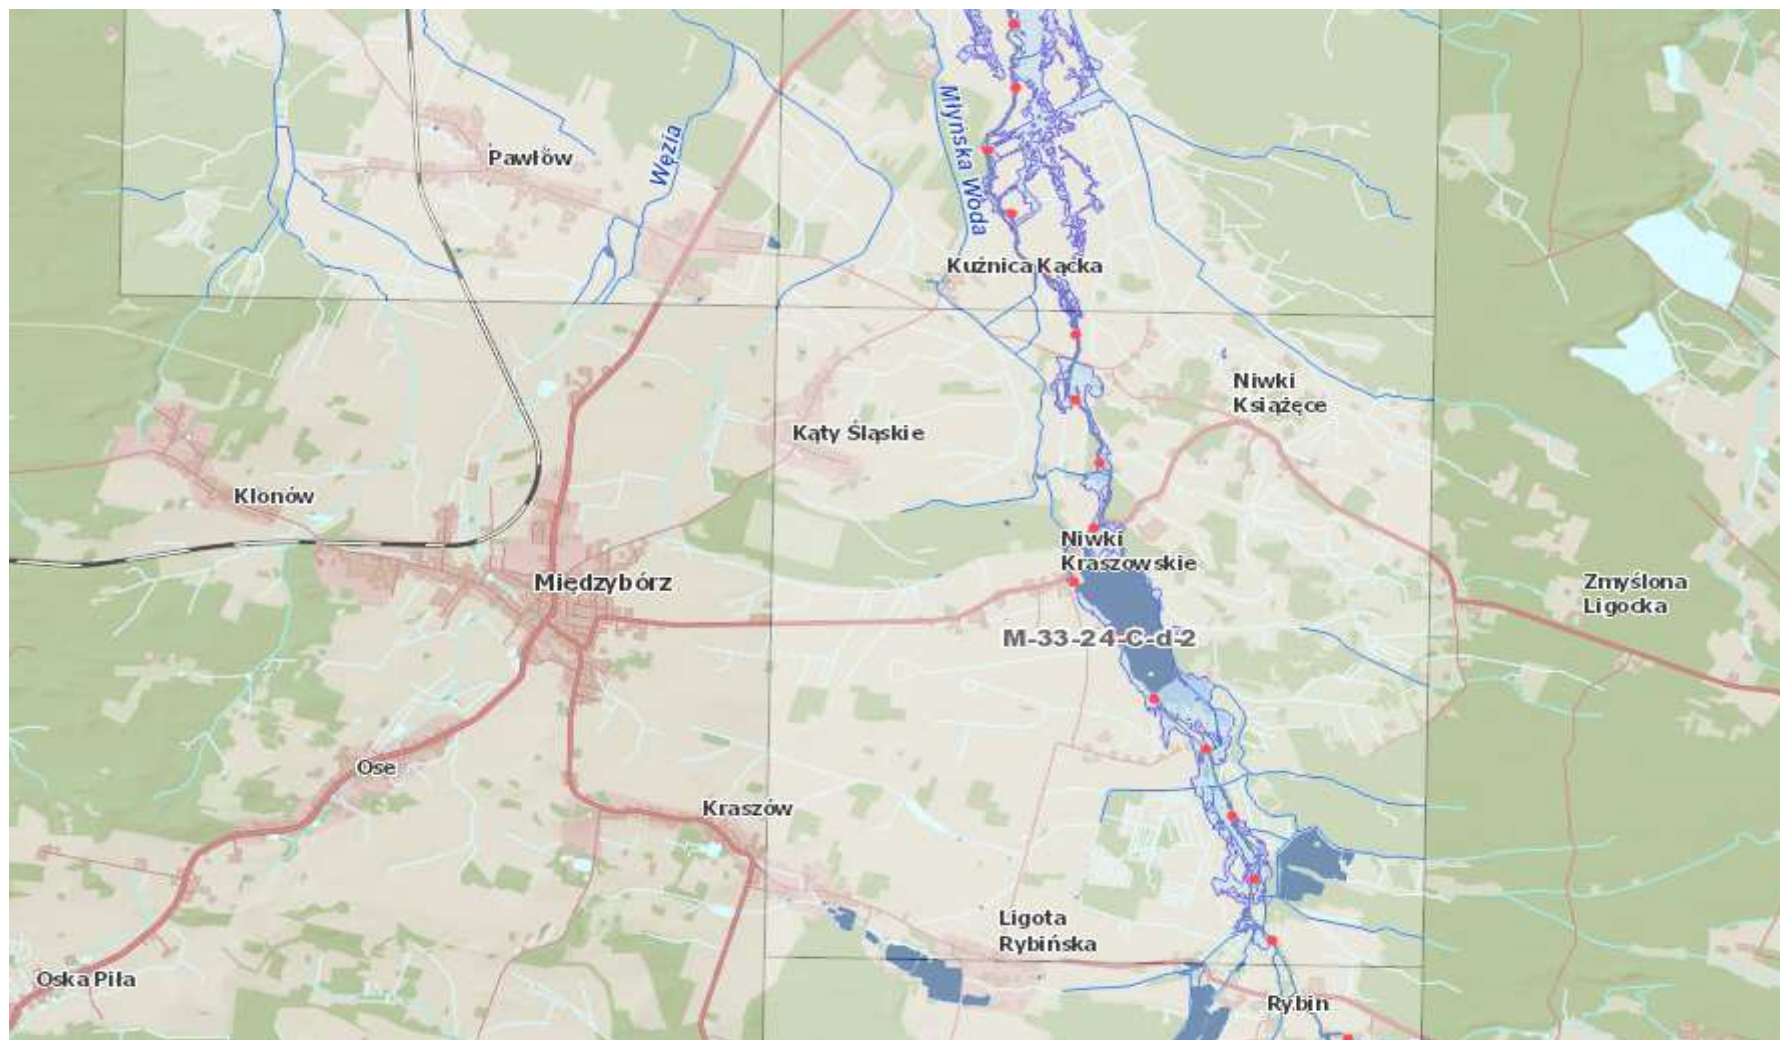 Młyńska Woda
Węzia
Pawłów
Kuźnica Kącka
Niwki
Książęce
Kąty Śląskie
Klonów
Niwki
Kraszowskie
Międzybórz
Zmyślona
Ligocka
M-33-24-C-d-2
Ose
Kraszów
Ligota
Rybińska
Oska Piła
Rybin